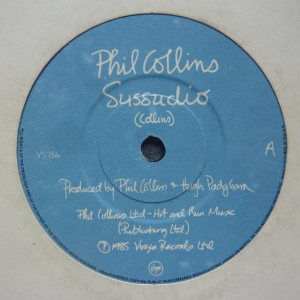 Phil Collins
Sussudio
(Collins)
VS736
A
Produced by Phil Collins + Hugh Padgham
Phil Collins Ltd - Hit and Run Music
(Publishing Ltd)
℗ 1985 Virgin Records Ltd